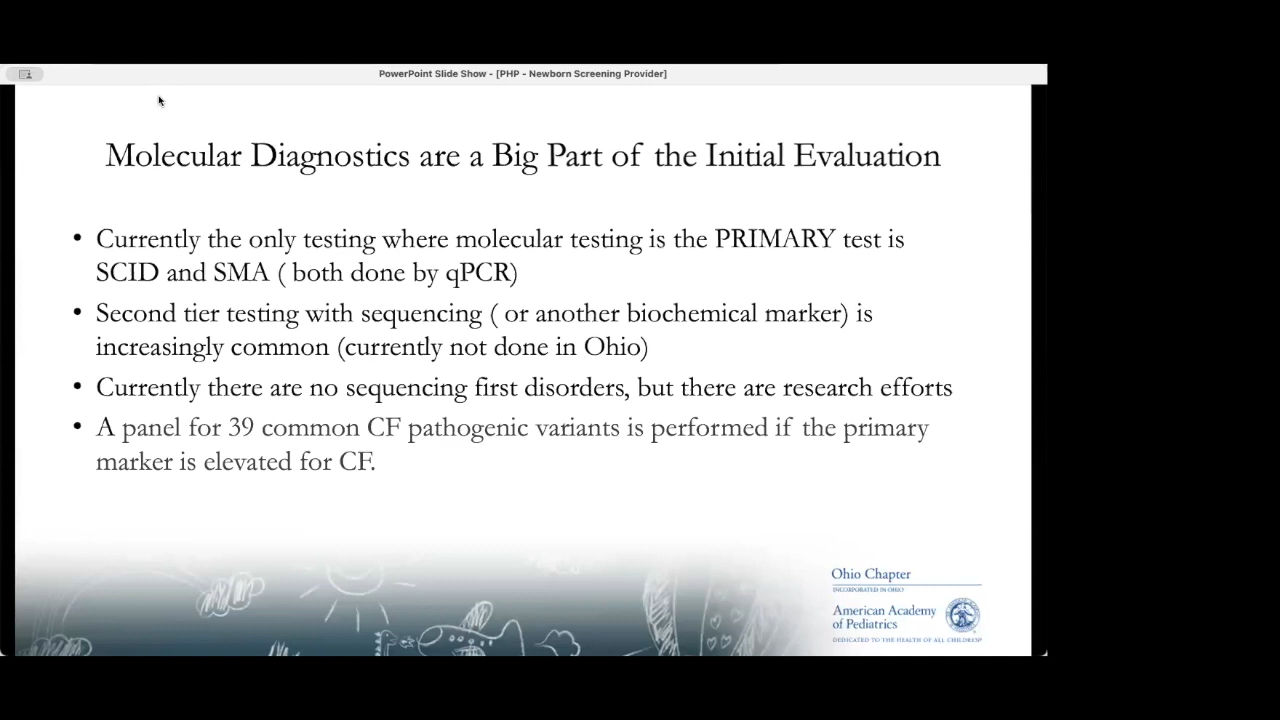 PowerPoint Slide Show - [PHP - Newborn Screening Provider]
Molecular Diagnostics are a Big Part of the Initial Evaluation
• Currently the only testing where molecular testing is the PRIMARY test is
SCID and SMA ( both done by qPCR)
• Second tier testing with sequencing ( or another biochemical marker) is
increasingly common (currently not done in Ohio)
• Currently there are no sequencing first disorders, but there are research efforts
• A panel for 39 common CF pathogenic variants is performed if the primary
marker is elevated for CF.
Ohio Chapter
INCORPORATED IN OHIO
American Academy
of Pediatrics
DEDICATED TO THE HEALTH OF ALL CHILDREN®